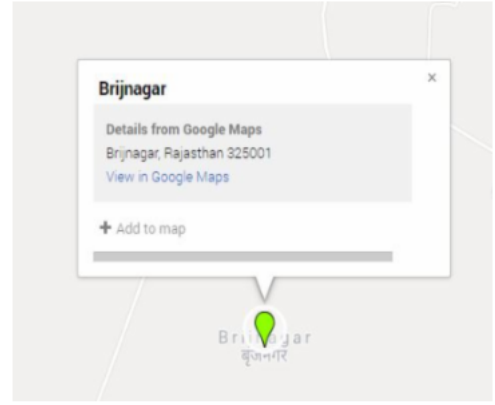 Brijnagar
×
Details from Google Maps
Brijnagar, Rajasthan 325001
View in Google Maps
+ Add to map
बृजनगर